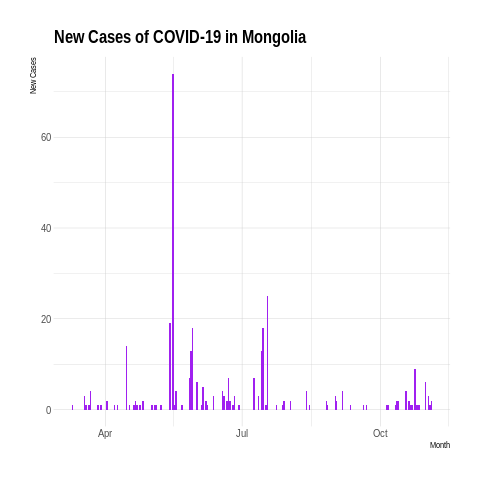 New Cases of COVID-19 in Mongolia
New Cases
60
40
20
0
Apr
Jul
Oct
Month